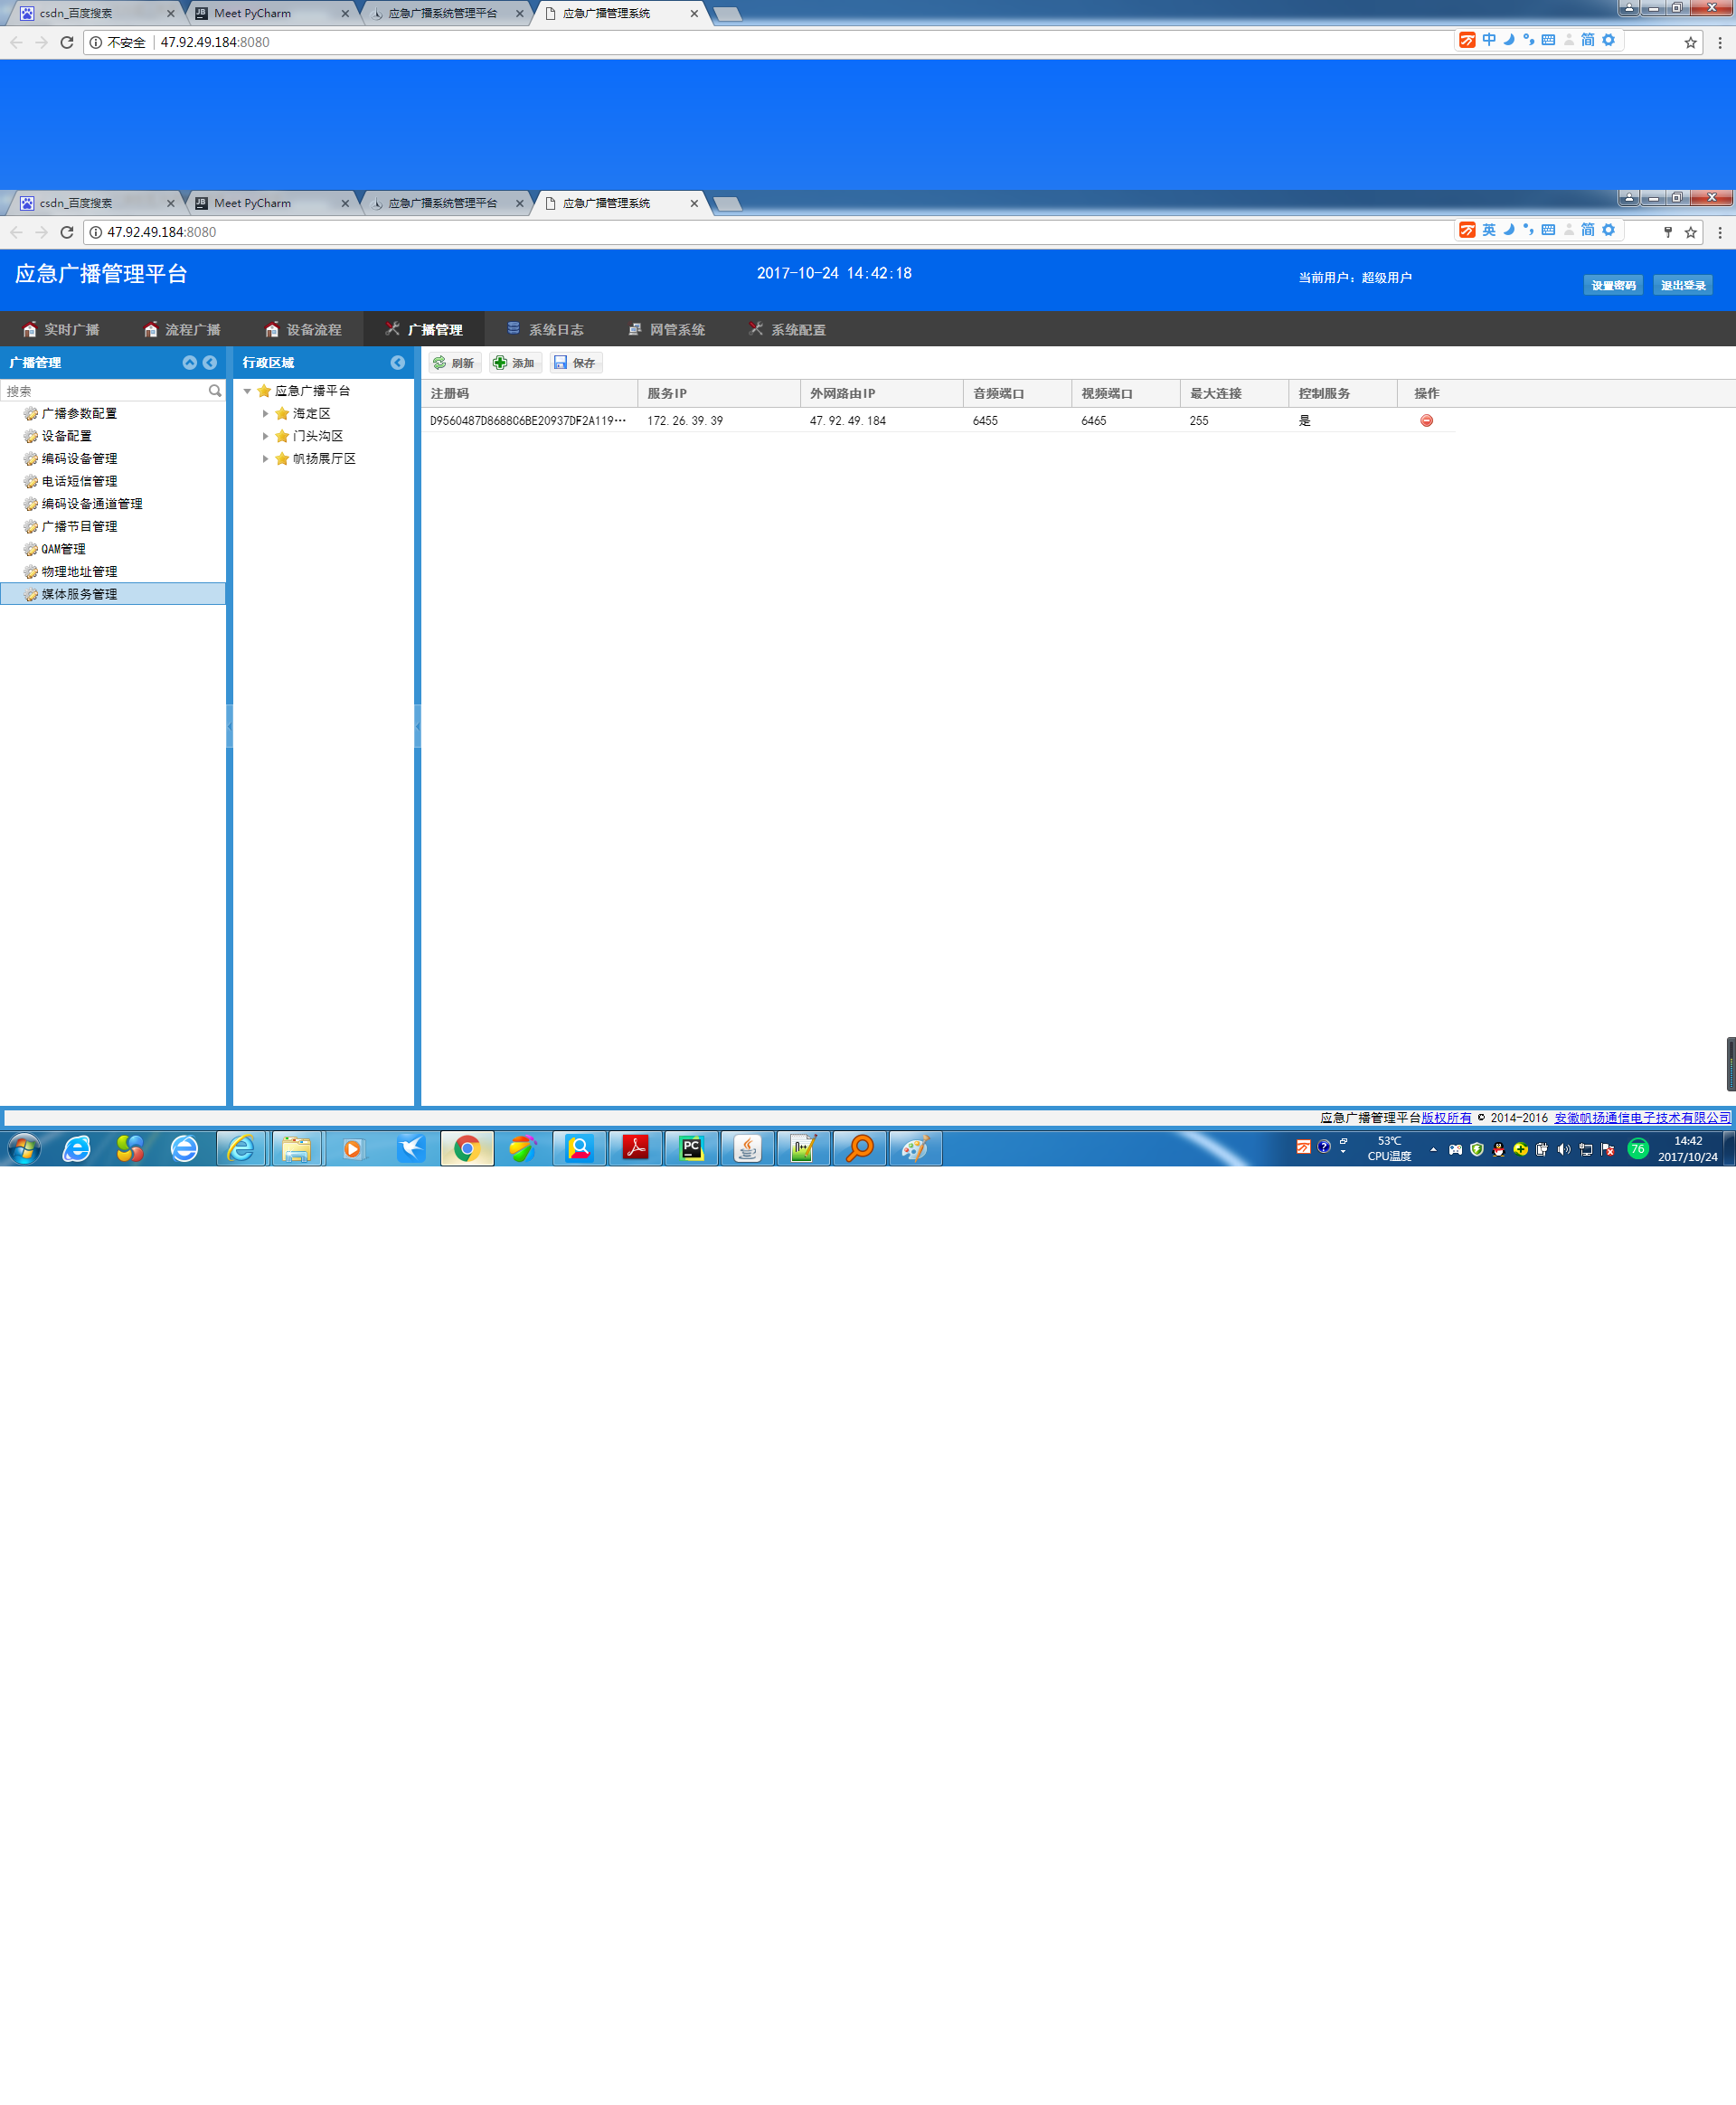 csdn_百度搜索 Meet PyCharm 应急广播系统管理平台 应急广播管理系统
不安全 47.92.49.184:8080 中 简
csdn_百度搜索 Meet PyCharm 应急广播系统管理平台 应急广播管理系统
47.92.49.184:8080 英 简
应急广播管理平台 2017-10-24 14:42:18 当前用户: 超级用户 设置密码 退出登录
实时广播 流程广播 设备流程 广播管理 系统日志 网管系统 系统配置
广播管理
搜索
广播参数配置
设备配置
编码设备管理
电话短信管理
编码设备通道管理
广播节目管理
QAM管理
物理地址管理
媒体服务管理
行政区域
应急广播平台
海定区
门头沟区
帆扬展厅区
刷新 添加 保存
注册码 服务IP 外网路由IP 音频端口 视频端口 最大连接 控制服务 操作
D9560487D868806BE20937DF2A119... 172.26.39.39 47.92.49.184 6455 6465 255 是
应急广播管理平台版权所有 © 2014-2016 安徽帆扬通信电子技术有限公司
53℃
CPU温度
76
14:42
2017/10/24